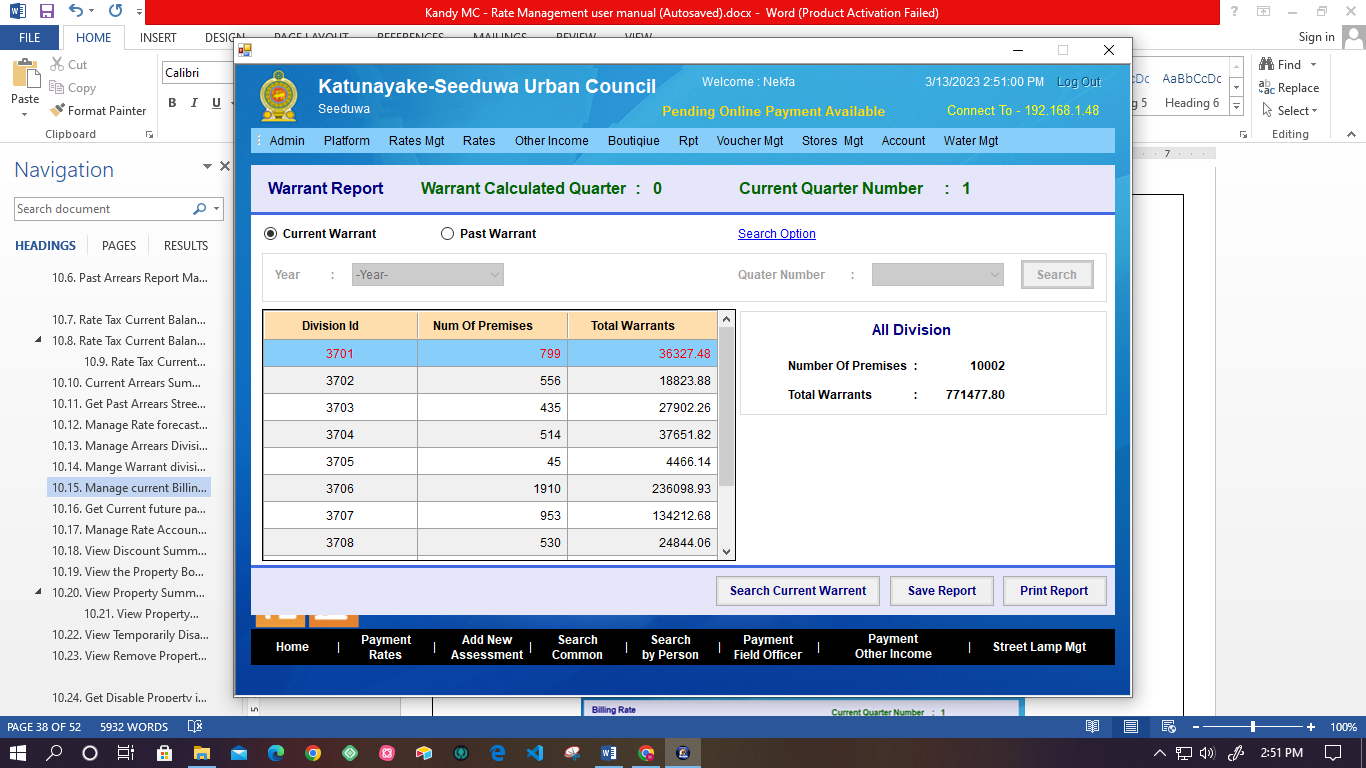 Kandy MC - Rate Management user manual (Autosaved).docx - Word (Product Activation Failed)
FILE HOME INSERT DESIGN PAGE LAYOUT REFERENCES MAILINGS REVIEW VIEW Sign in
Paste
Cut
Copy
Format Painter
Clipboard
Calibri
B I U
AaBbCcDc
Heading 6
Find
Replace
Select
Editing
7
Navigation
Search document
HEADINGS PAGES RESULTS
10.6. Past Arrears Report Ma...
10.7. Rate Tax Current Balan...
10.8. Rate Tax Current Balan...
10.9. Rate Tax Current...
10.10. Current Arrears Sum...
10.11. Get Past Arrears Stree...
10.12. Manage Rate forecast...
10.13. Manage Arrears Divisi...
10.14. Mange Warrant divisi...
10.15. Manage current Billin...
10.16. Get Current future pa...
10.17. Manage Rate Accoun...
10.18. View Discount Summ...
10.19. View the Property Bo...
10.20. View Property Summ...
10.21. View Property...
10.22. View Temporarily Disa...
10.23. View Remove Propert...
10.24. Get Disable Property i...
Katunayake-Seeduwa Urban Council
Seeduwa
Welcome : Nekfa
3/13/2023 2:51:00 PM Log Out
Pending Online Payment Available
Connect To - 192.168.1.48
Admin Platform Rates Mgt Rates Other Income Boutiqiue Rpt Voucher Mgt Stores Mgt Account Water Mgt
Warrant Report Warrant Calculated Quarter : 0 Current Quarter Number : 1
Current Warrant Past Warrant Search Option
Year : -Year- Quater Number : Search
Division Id Num Of Premises Total Warrants
3701 799 36327.48
3702 556 18823.88
3703 435 27902.26
3704 514 37651.82
3705 45 4466.14
3706 1910 236098.93
3707 953 134212.68
3708 530 24844.06
All Division
Number Of Premises : 10002
Total Warrants : 771477.80
Search Current Warrent Save Report Print Report
Home | Payment Rates | Add New Assessment | Search Common | Search by Person | Payment Field Officer | Payment Other Income | Street Lamp Mgt
Billing Rate Current Quarter Number : 1
PAGE 38 OF 52 5932 WORDS 100%
2:51 PM